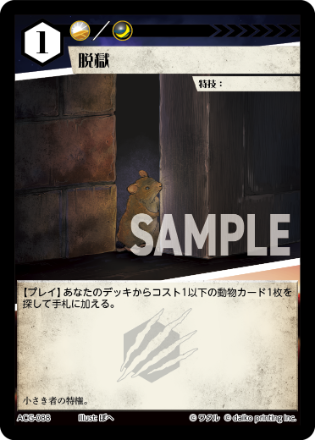 1 /
脱獄
特技：
SAMPLE
【プレイ】あなたのデッキからコスト1以下の動物カード1枚を
探して手札に加える。
小さき者の特権。
ACG-038 Illust: ぽへ © ワタル © daiko printing inc.